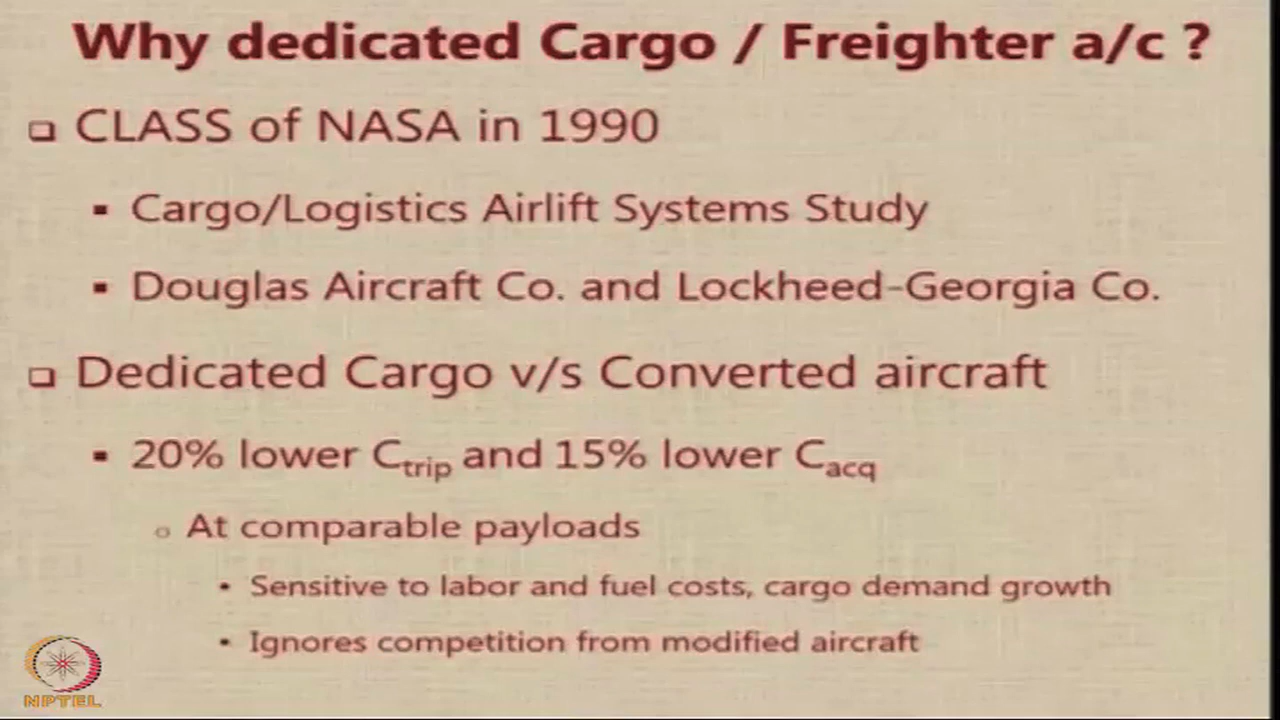 Why dedicated Cargo / Freighter a/c ?
CLASS of NASA in 1990
Cargo/Logistics Airlift Systems Study
Douglas Aircraft Co. and Lockheed-Georgia Co.
Dedicated Cargo v/s Converted aircraft
20% lower Ctrip and 15% lower Cacq
At comparable payloads
Sensitive to labor and fuel costs, cargo demand growth
Ignores competition from modified aircraft
NPTEL